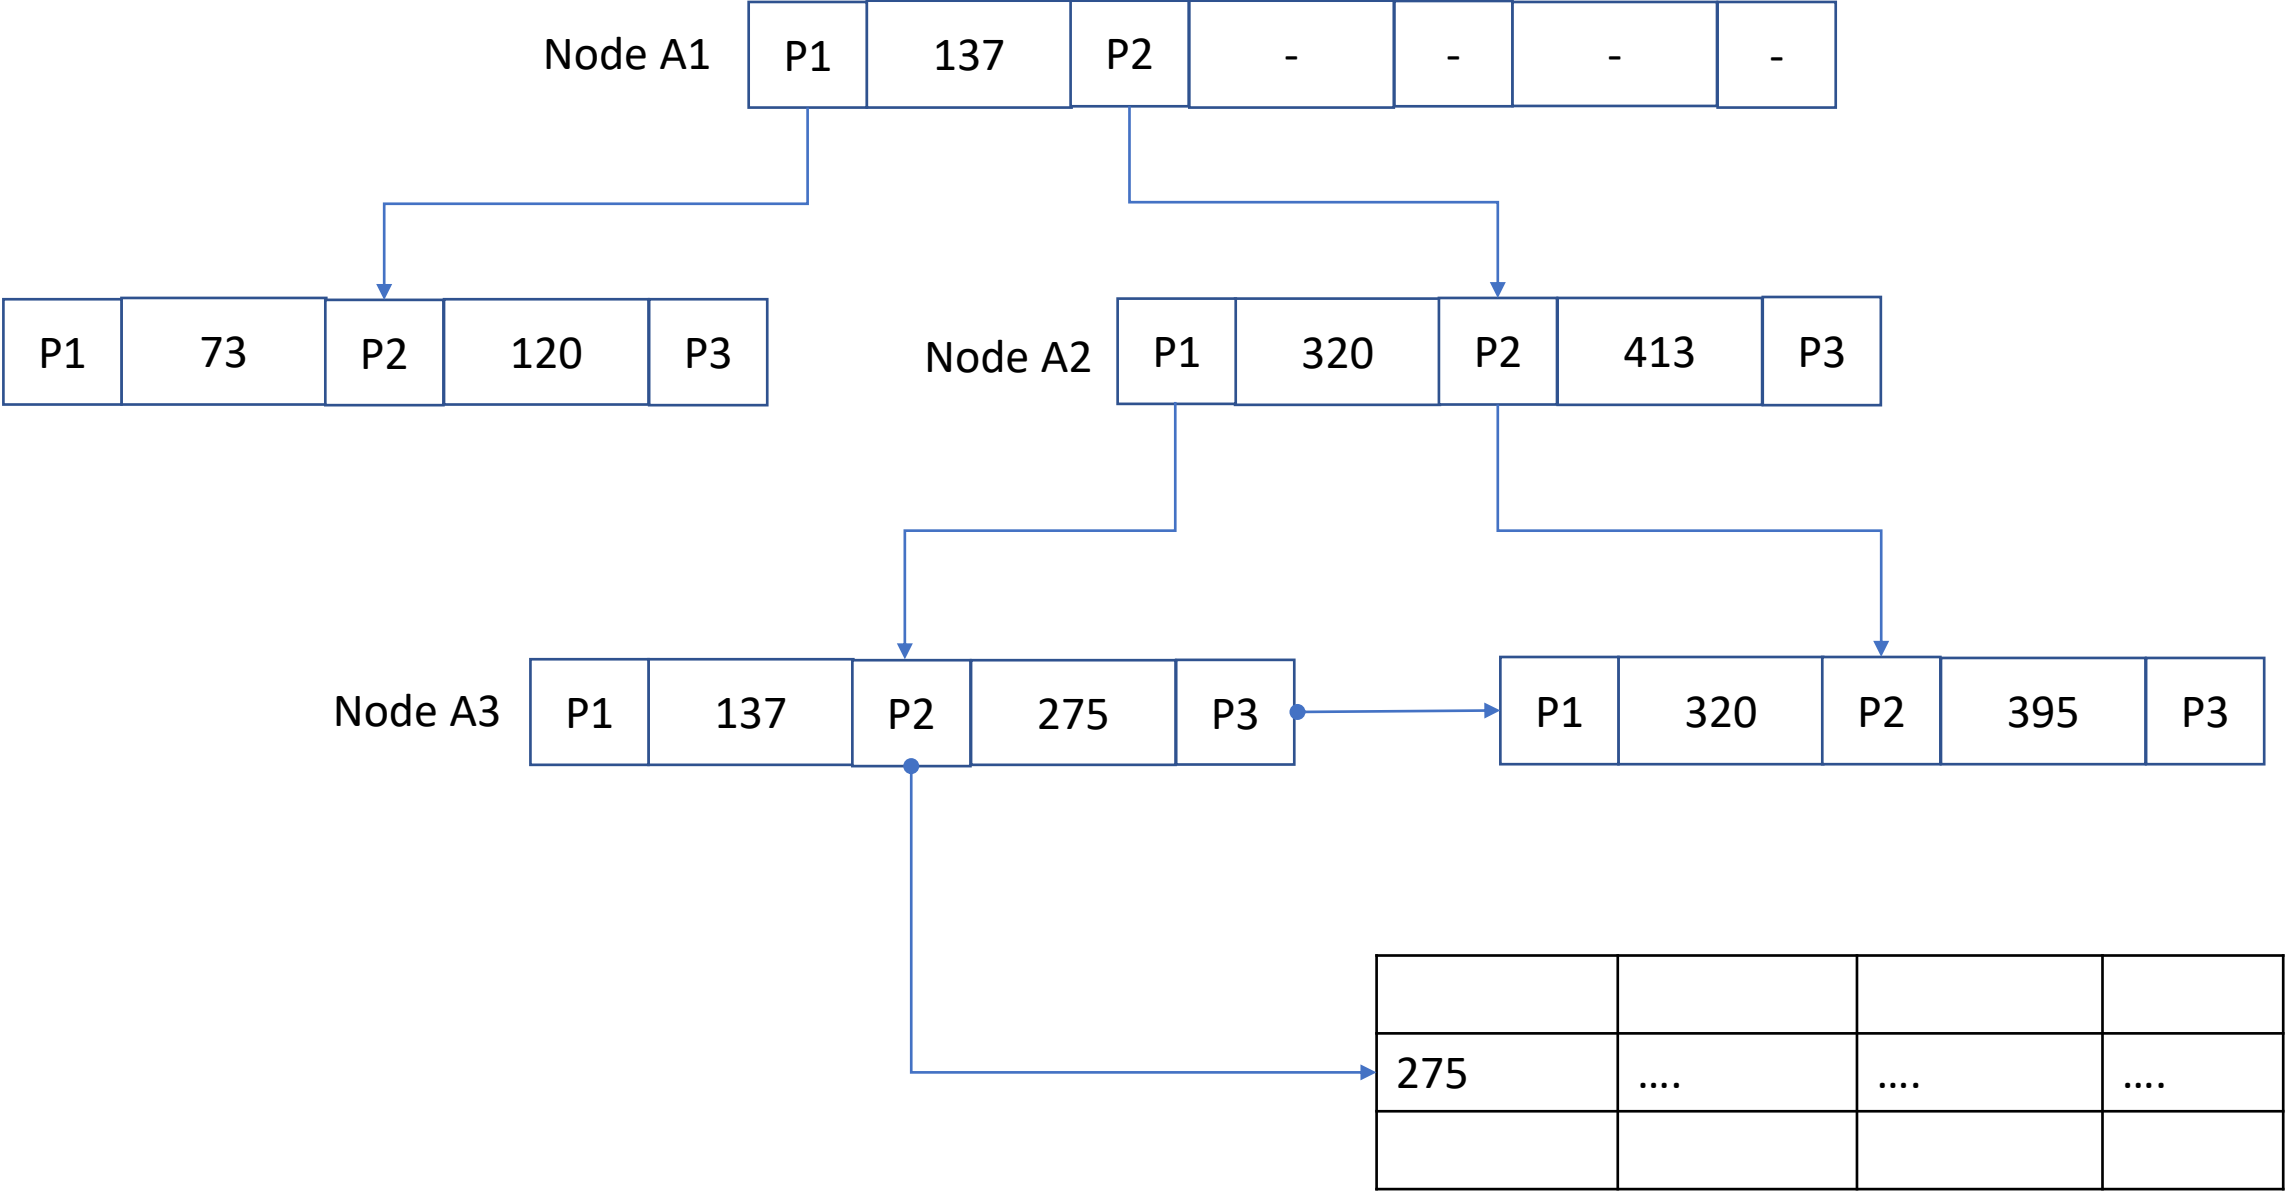 Node A1 P1 137 P2 - - - -
P1 73 P2 120 P3
Node A2 P1 320 P2 413 P3
Node A3 P1 137 P2 275 P3
P1 320 P2 395 P3
275 .... .... ....